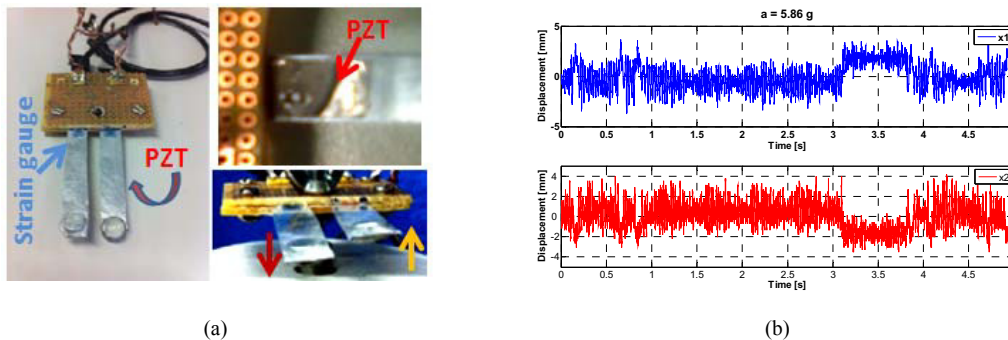 Strain gauge
PZT
PZT
(a)
a = 5.86 g
Displacement [mm]
5
0
-5
x1
0 0.5 1 1.5 2 2.5 3 3.5 4 4.5
Time [s]
Displacement [mm]
4
2
0
-2
-4
x2
0 0.5 1 1.5 2 2.5 3 3.5 4 4.5
Time [s]
(b)